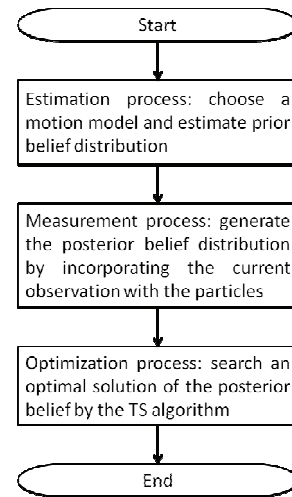 Start
Estimation process: choose a
motion model and estimate prior
belief distribution
Measurement process: generate
the posterior belief distribution
by incorporating the current
observation with the particles
Optimization process: search an
optimal solution of the posterior
belief by the TS algorithm
End